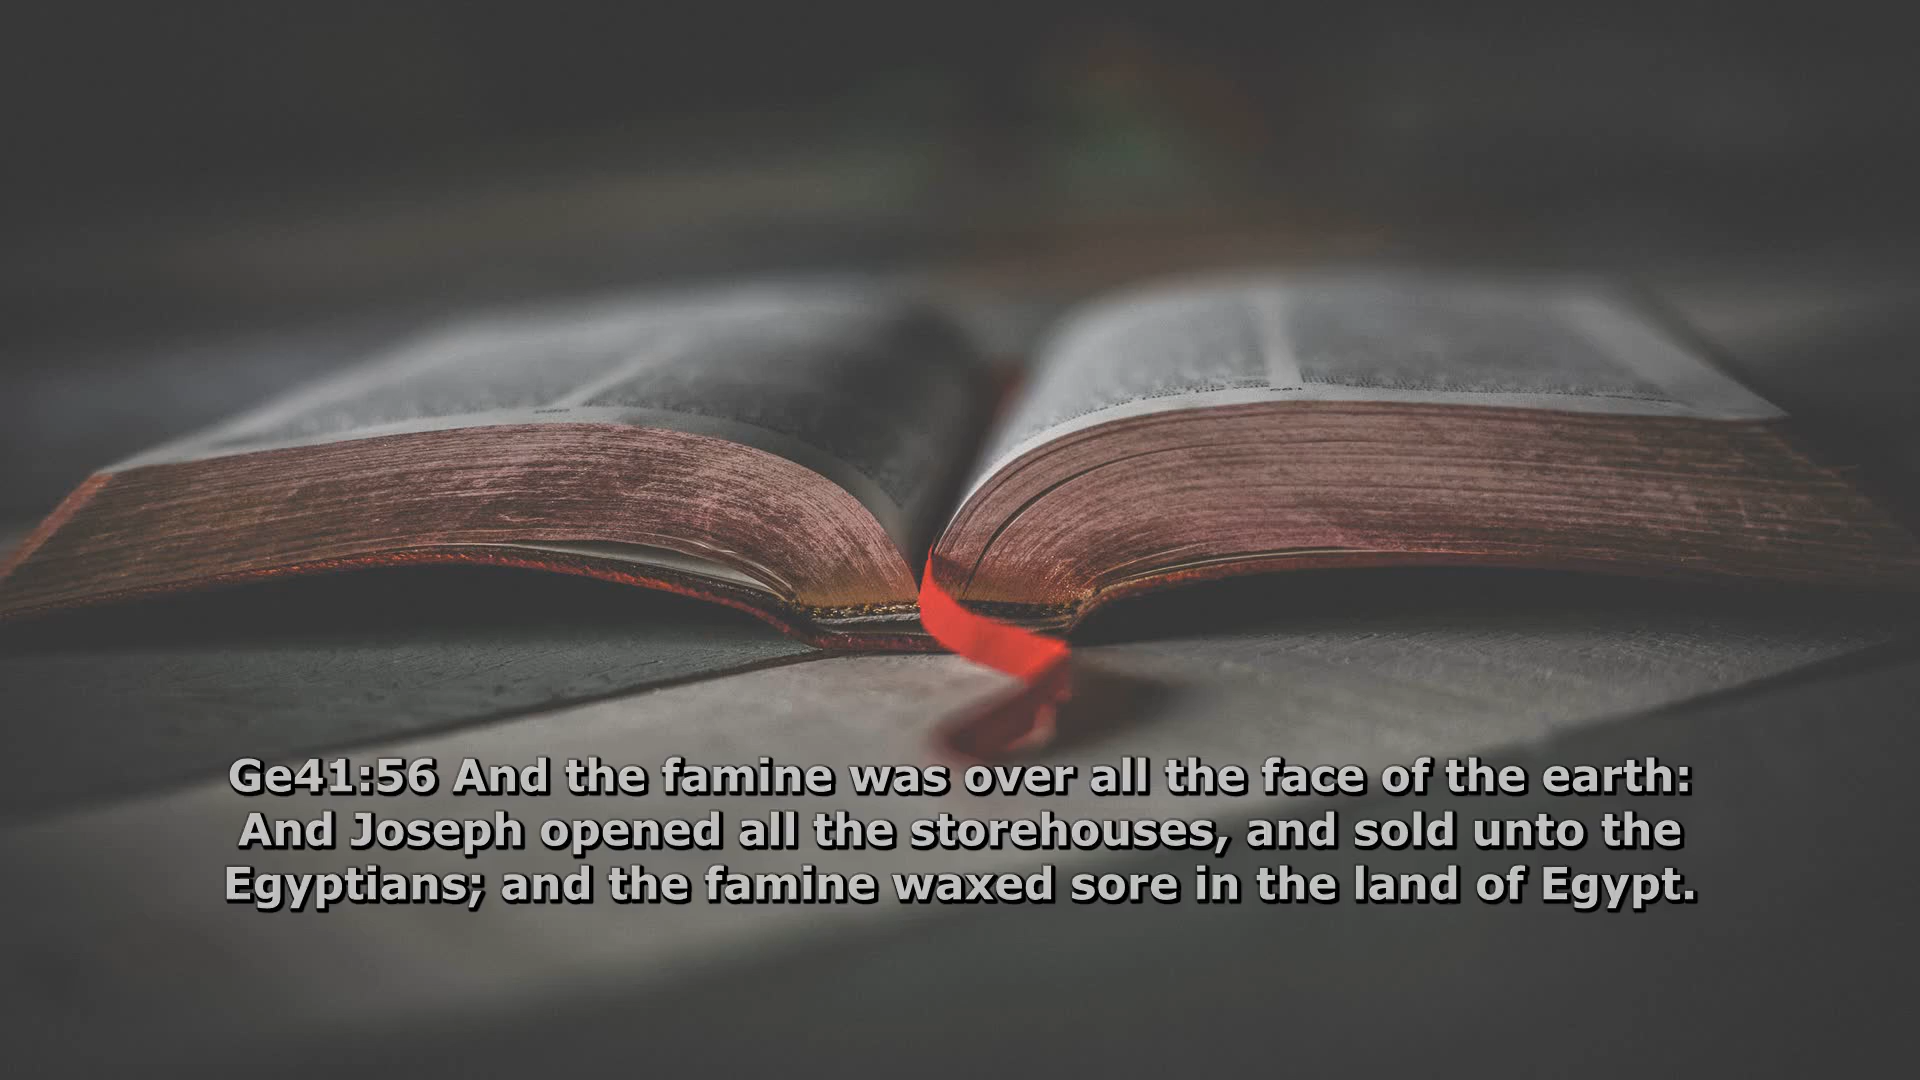 Ge41:56 And the famine was over all the face of the earth:
And Joseph opened all the storehouses, and sold unto the
Egyptians; and the famine waxed sore in the land of Egypt.